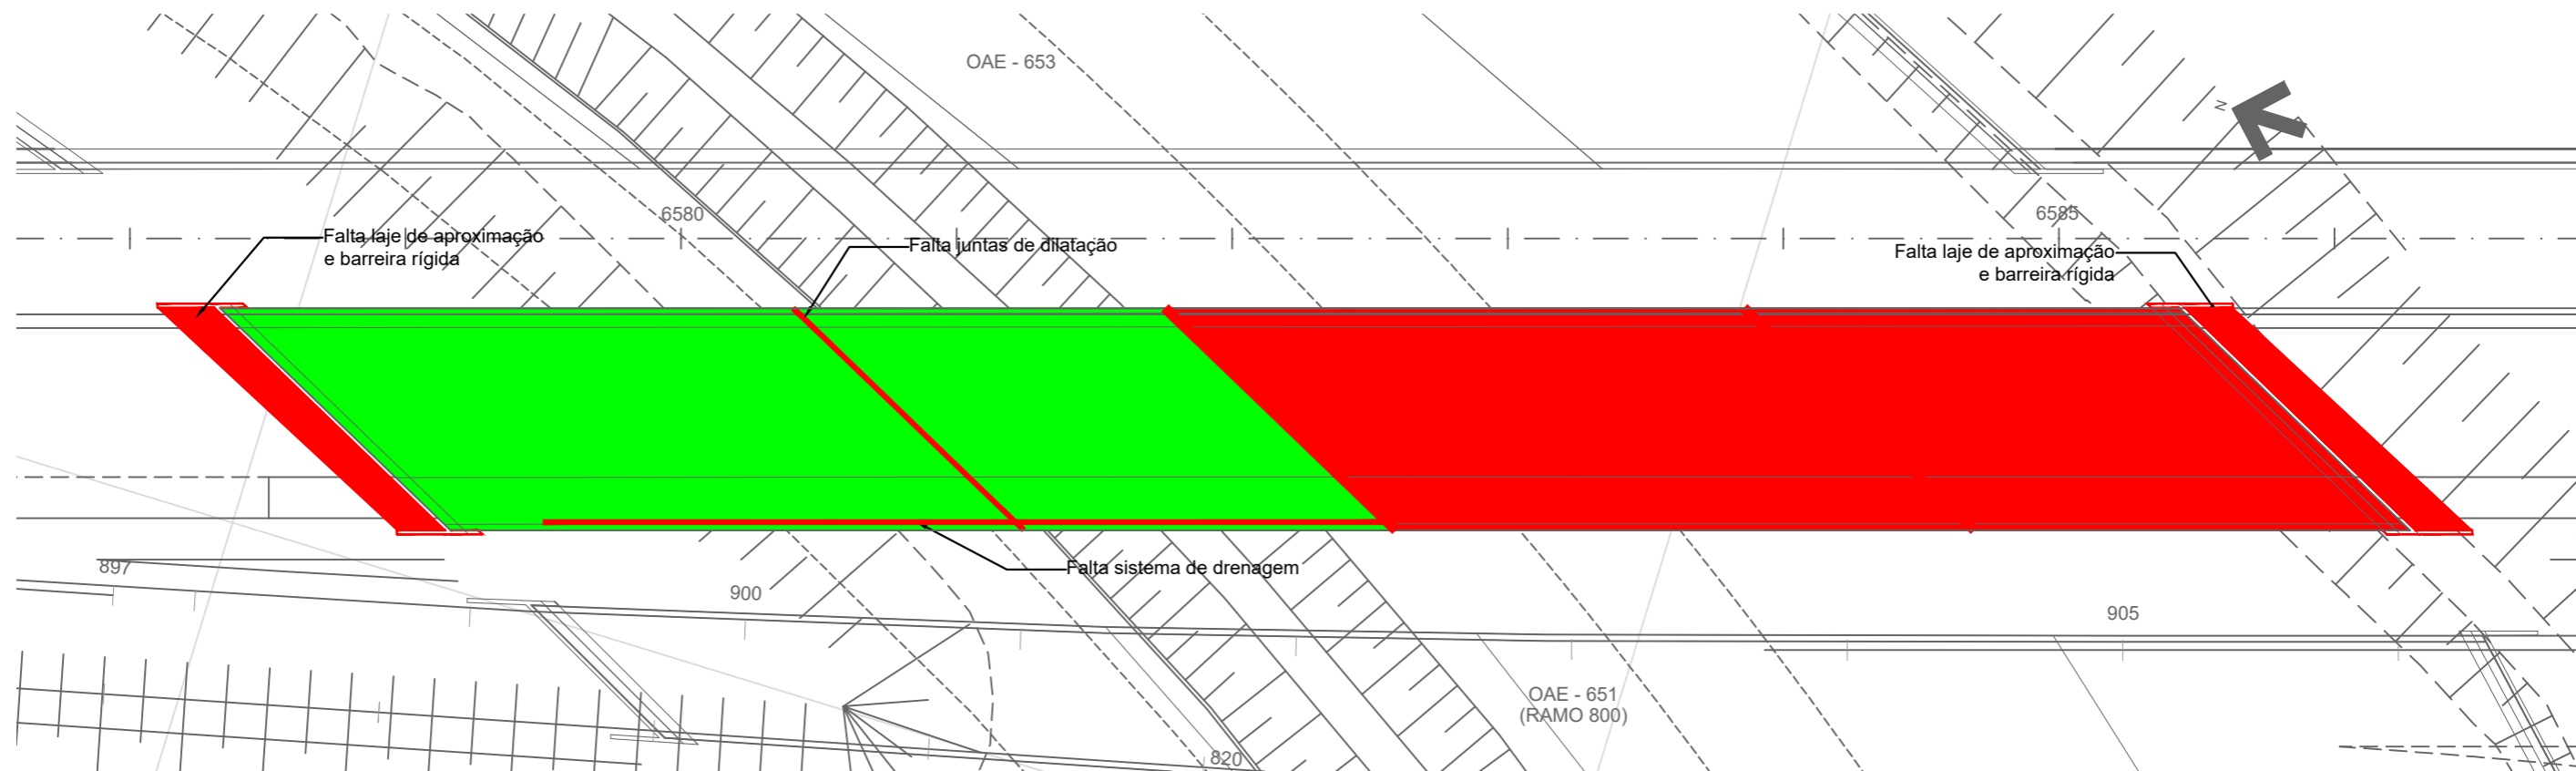 OAE - 653
N
6580
6585
Falta laje de aproximação
e barreira rígida
Falta juntas de dilatação
Falta laje de aproximação
e barreira rígida
897
900
Falta sistema de drenagem
905
OAE - 651
(RAMO 800)
820